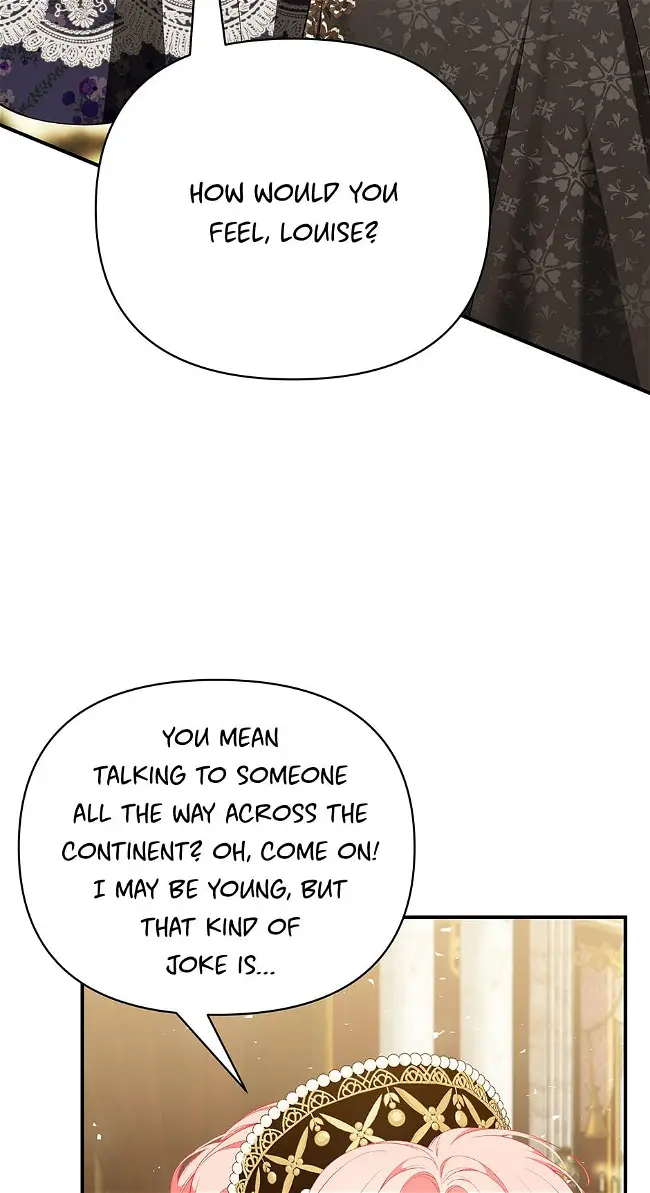 HOW WOULD YOU
FEEL, LOUISE?
YOU MEAN
TALKING TO SOMEONE
ALL THE WAY ACROSS THE
CONTINENT? OH, COME ON!
I MAY BE YOUNG, BUT
THAT KIND OF
JOKE IS...